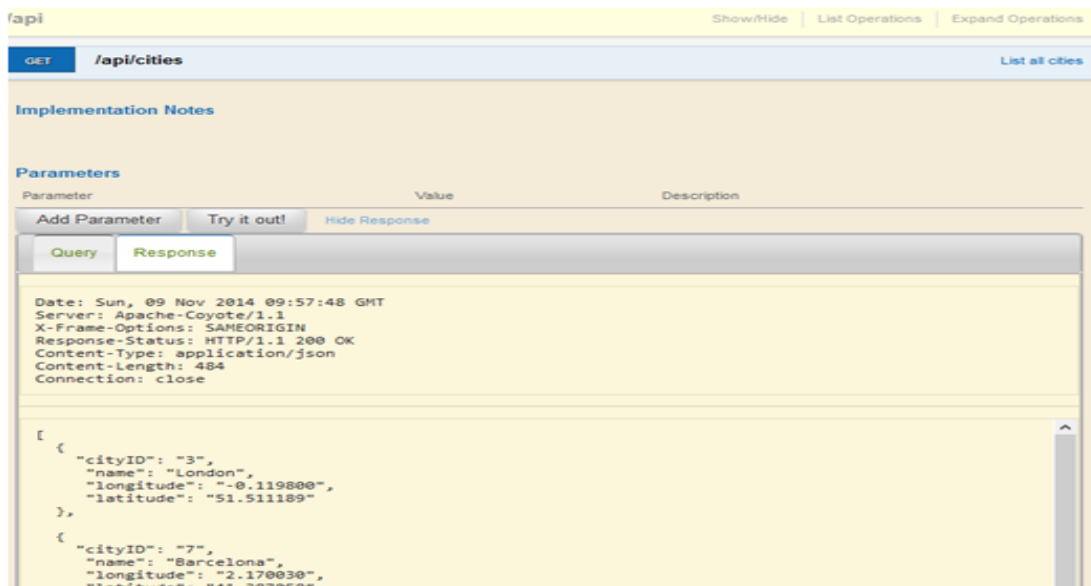 /api Show/Hide List Operations Expand Operations
GET /api/cities List all cities
Implementation Notes
Parameters
Parameter Value Description
Add Parameter Try it out! Hide Response
Query Response
Date: Sun, 09 Nov 2014 09:57:48 GMT
Server: Apache-Coyote/1.1
X-Frame-Options: SAMEORIGIN
Response-Status: HTTP/1.1 200 OK
Content-Type: application/json
Content-Length: 484
Connection: close
[
{
"cityID": "3",
"name": "London",
"longitude": "-0.119800",
"latitude": "51.511189"
},
{
"cityID": "7",
"name": "Barcelona",
"longitude": "2.170030",